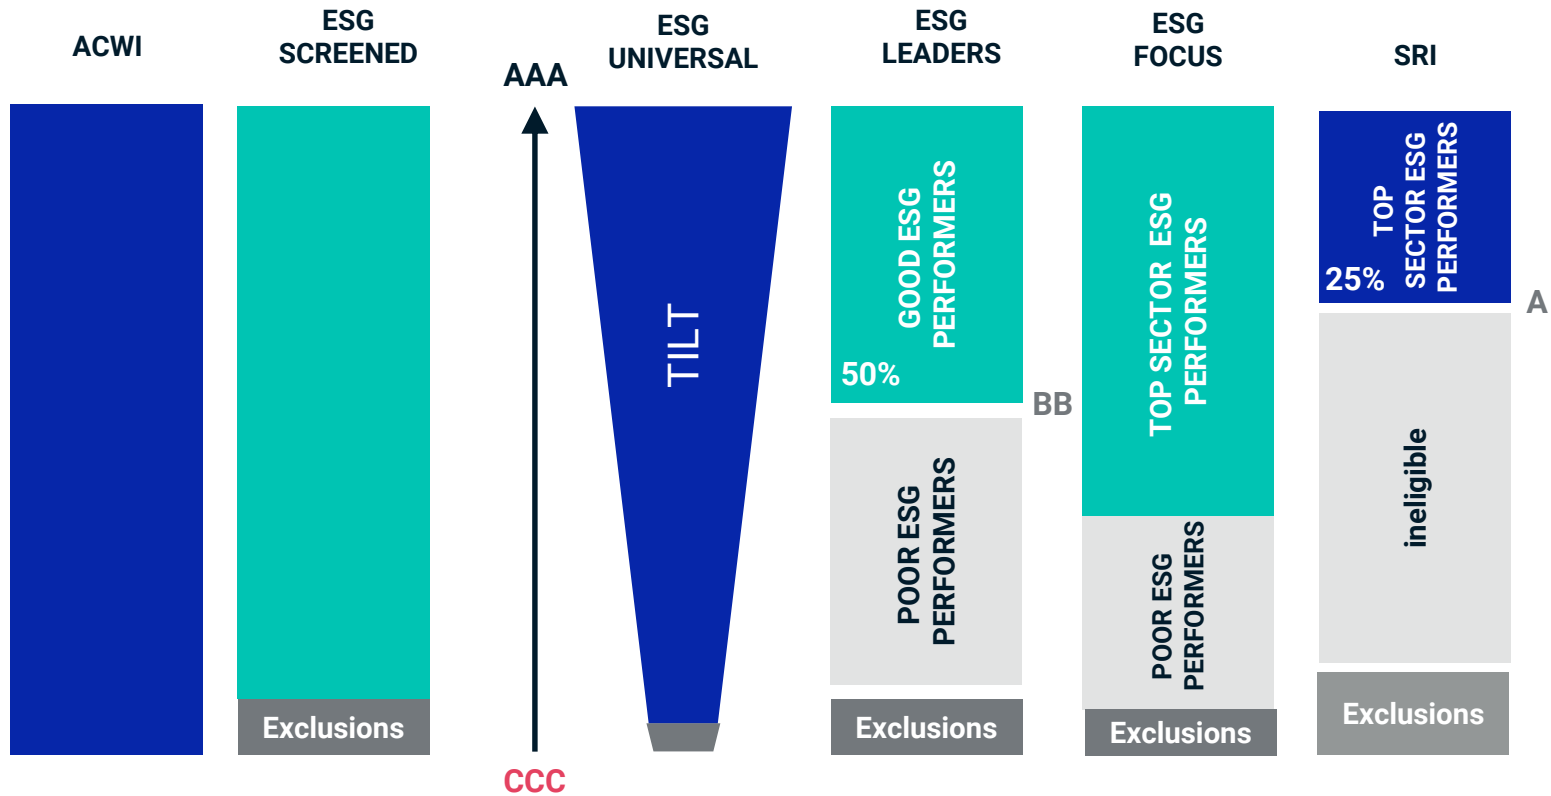 ACWI
ESG
SCREENED
Exclusions
AAA
CCC
ESG
UNIVERSAL
TILT
ESG
LEADERS
GOOD ESG
PERFORMERS
50%
BB
POOR ESG
PERFORMERS
Exclusions
ESG
FOCUS
TOP SECTOR ESG
PERFORMERS
POOR ESG
PERFORMERS
Exclusions
SRI
TOP
SECTOR ESG
PERFORMERS
25%
A
ineligible
Exclusions